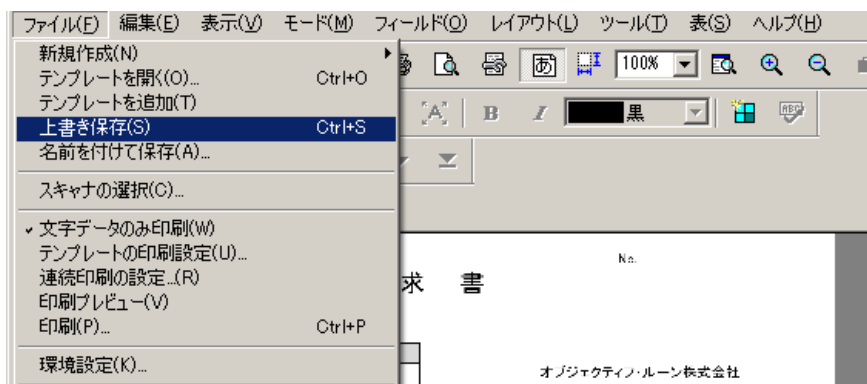 ファイル(F) 編集(E) 表示(V) モード(M) フィールド(O) レイアウト(L) ツール(T) 表(S) ヘルプ(H)
新規作成(N)
テンプレートを開く(O)... Ctrl+O
テンプレートを追加(T)
上書き保存(S) Ctrl+S
名前を付けて保存(A)...
スキャナの選択(C)...
文字データのみ印刷(W)
テンプレートの印刷設定(U)...
連続印刷の設定...(R)
印刷プレビュー(V)
印刷(P)... Ctrl+P
環境設定(K)...
あ 100%
A B I 黒 ABC
No.
求 書
オブジェクティブ・ルーン株式会社